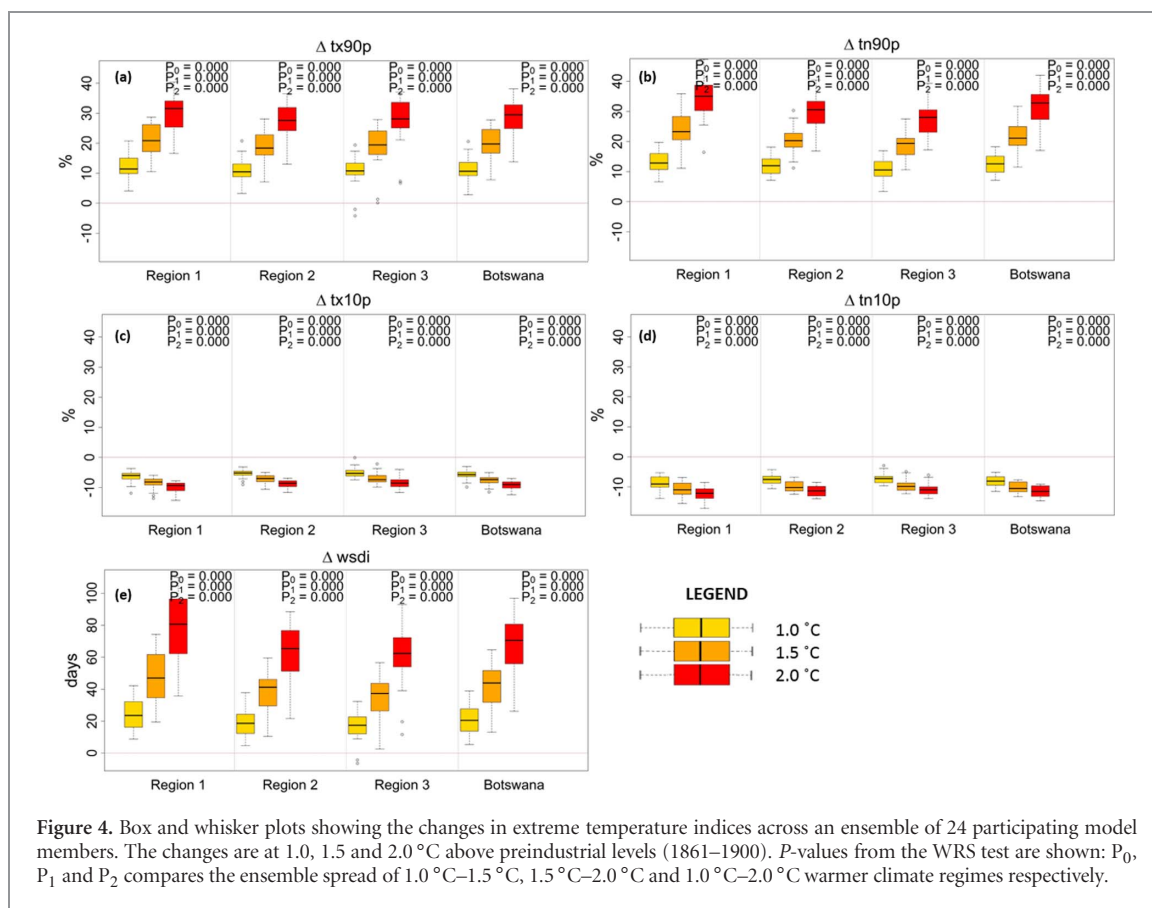 Δ tx90p
(a)
P0 = 0.000 P0 = 0.000 P0 = 0.000 P0 = 0.000
P1 = 0.000 P1 = 0.000 P1 = 0.000 P1 = 0.000
P2 = 0.000 P2 = 0.000 P2 = 0.000 P2 = 0.000
%
40
30
20
10
0
-10
Region 1 Region 2 Region 3 Botswana
Δ tn90p
(b)
P0 = 0.000 P0 = 0.000 P0 = 0.000 P0 = 0.000
P1 = 0.000 P1 = 0.000 P1 = 0.000 P1 = 0.000
P2 = 0.000 P2 = 0.000 P2 = 0.000 P2 = 0.000
%
40
30
20
10
0
-10
Region 1 Region 2 Region 3 Botswana
Δ tx10p
(c)
P0 = 0.000 P0 = 0.000 P0 = 0.000 P0 = 0.000
P1 = 0.000 P1 = 0.000 P1 = 0.000 P1 = 0.000
P2 = 0.000 P2 = 0.000 P2 = 0.000 P2 = 0.000
%
40
30
20
10
0
-10
Region 1 Region 2 Region 3 Botswana
Δ tn10p
(d)
P0 = 0.000 P0 = 0.000 P0 = 0.000 P0 = 0.000
P1 = 0.000 P1 = 0.000 P1 = 0.000 P1 = 0.000
P2 = 0.000 P2 = 0.000 P2 = 0.000 P2 = 0.000
%
40
30
20
10
0
-10
Region 1 Region 2 Region 3 Botswana
Δ wsdi
(e)
P0 = 0.000 P0 = 0.000 P0 = 0.000 P0 = 0.000
P1 = 0.000 P1 = 0.000 P1 = 0.000 P1 = 0.000
P2 = 0.000 P2 = 0.000 P2 = 0.000 P2 = 0.000
days
100
80
60
40
20
0
Region 1 Region 2 Region 3 Botswana
LEGEND
1.0 °C
1.5 °C
2.0 °C
Figure 4. Box and whisker plots showing the changes in extreme temperature indices across an ensemble of 24 participating model
members. The changes are at 1.0, 1.5 and 2.0 °C above preindustrial levels (1861–1900). P-values from the WRS test are shown: P0,
P1 and P2 compares the ensemble spread of 1.0 °C–1.5 °C, 1.5 °C–2.0 °C and 1.0 °C–2.0 °C warmer climate regimes respectively.